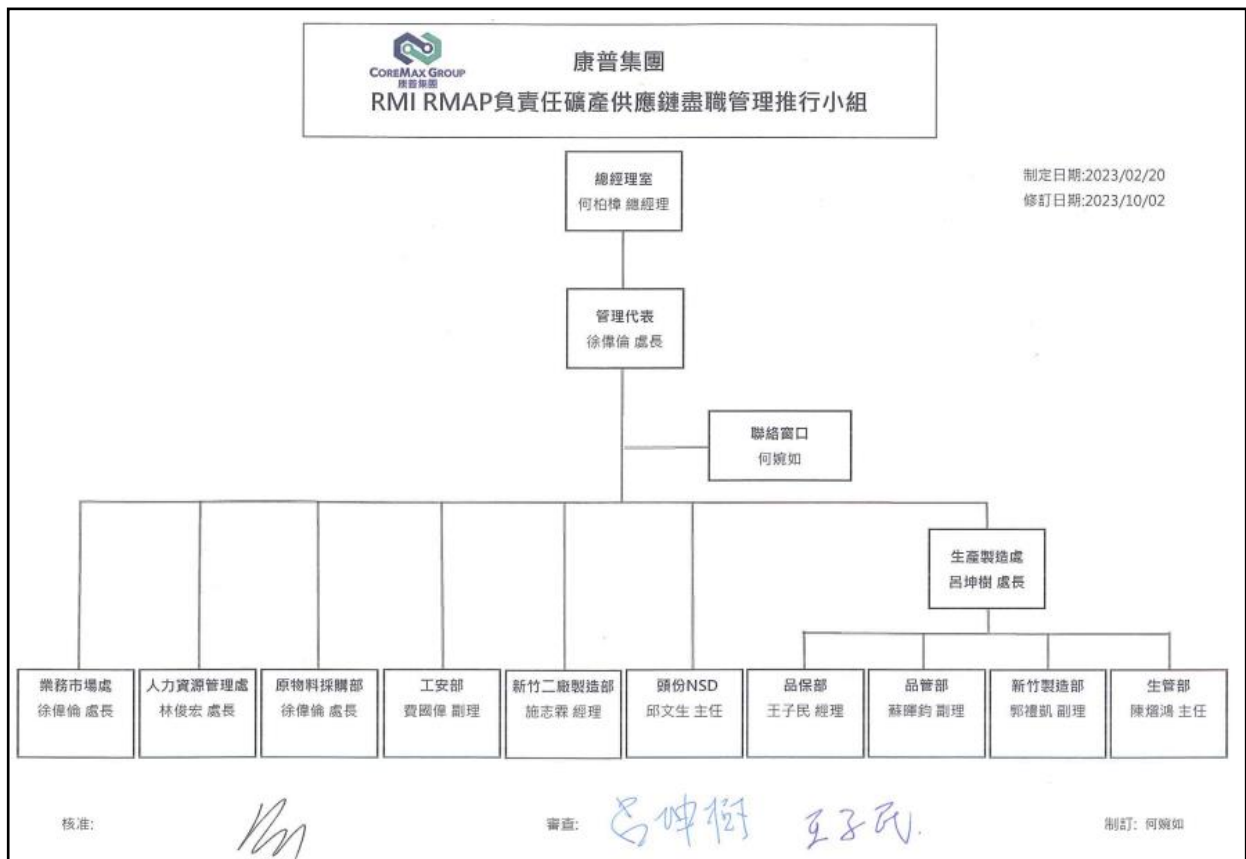 COREMAX GROUP
康普集團
康普集團
RMI RMAP負責任礦產供應鏈盡職管理推行小組
制定日期:2023/02/20
修訂日期:2023/10/02
總經理室
何柏樟 總經理
管理代表
徐偉倫 處長
聯絡窗口
何婉如
生產製造處
呂坤樹 處長
業務市場處
徐偉倫 處長
人力資源管理處
林俊宏 處長
原物料採購部
徐偉倫 處長
工安部
費國偉 副理
新竹二廠製造部
施志霖 經理
頭份NSD
邱文生 主任
品保部
王子民 經理
品管部
蘇暉鈞 副理
新竹製造部
郭禮凱 副理
生管部
陳熠鴻 主任
核准:
審查: 呂坤樹 王子民
制訂: 何婉如